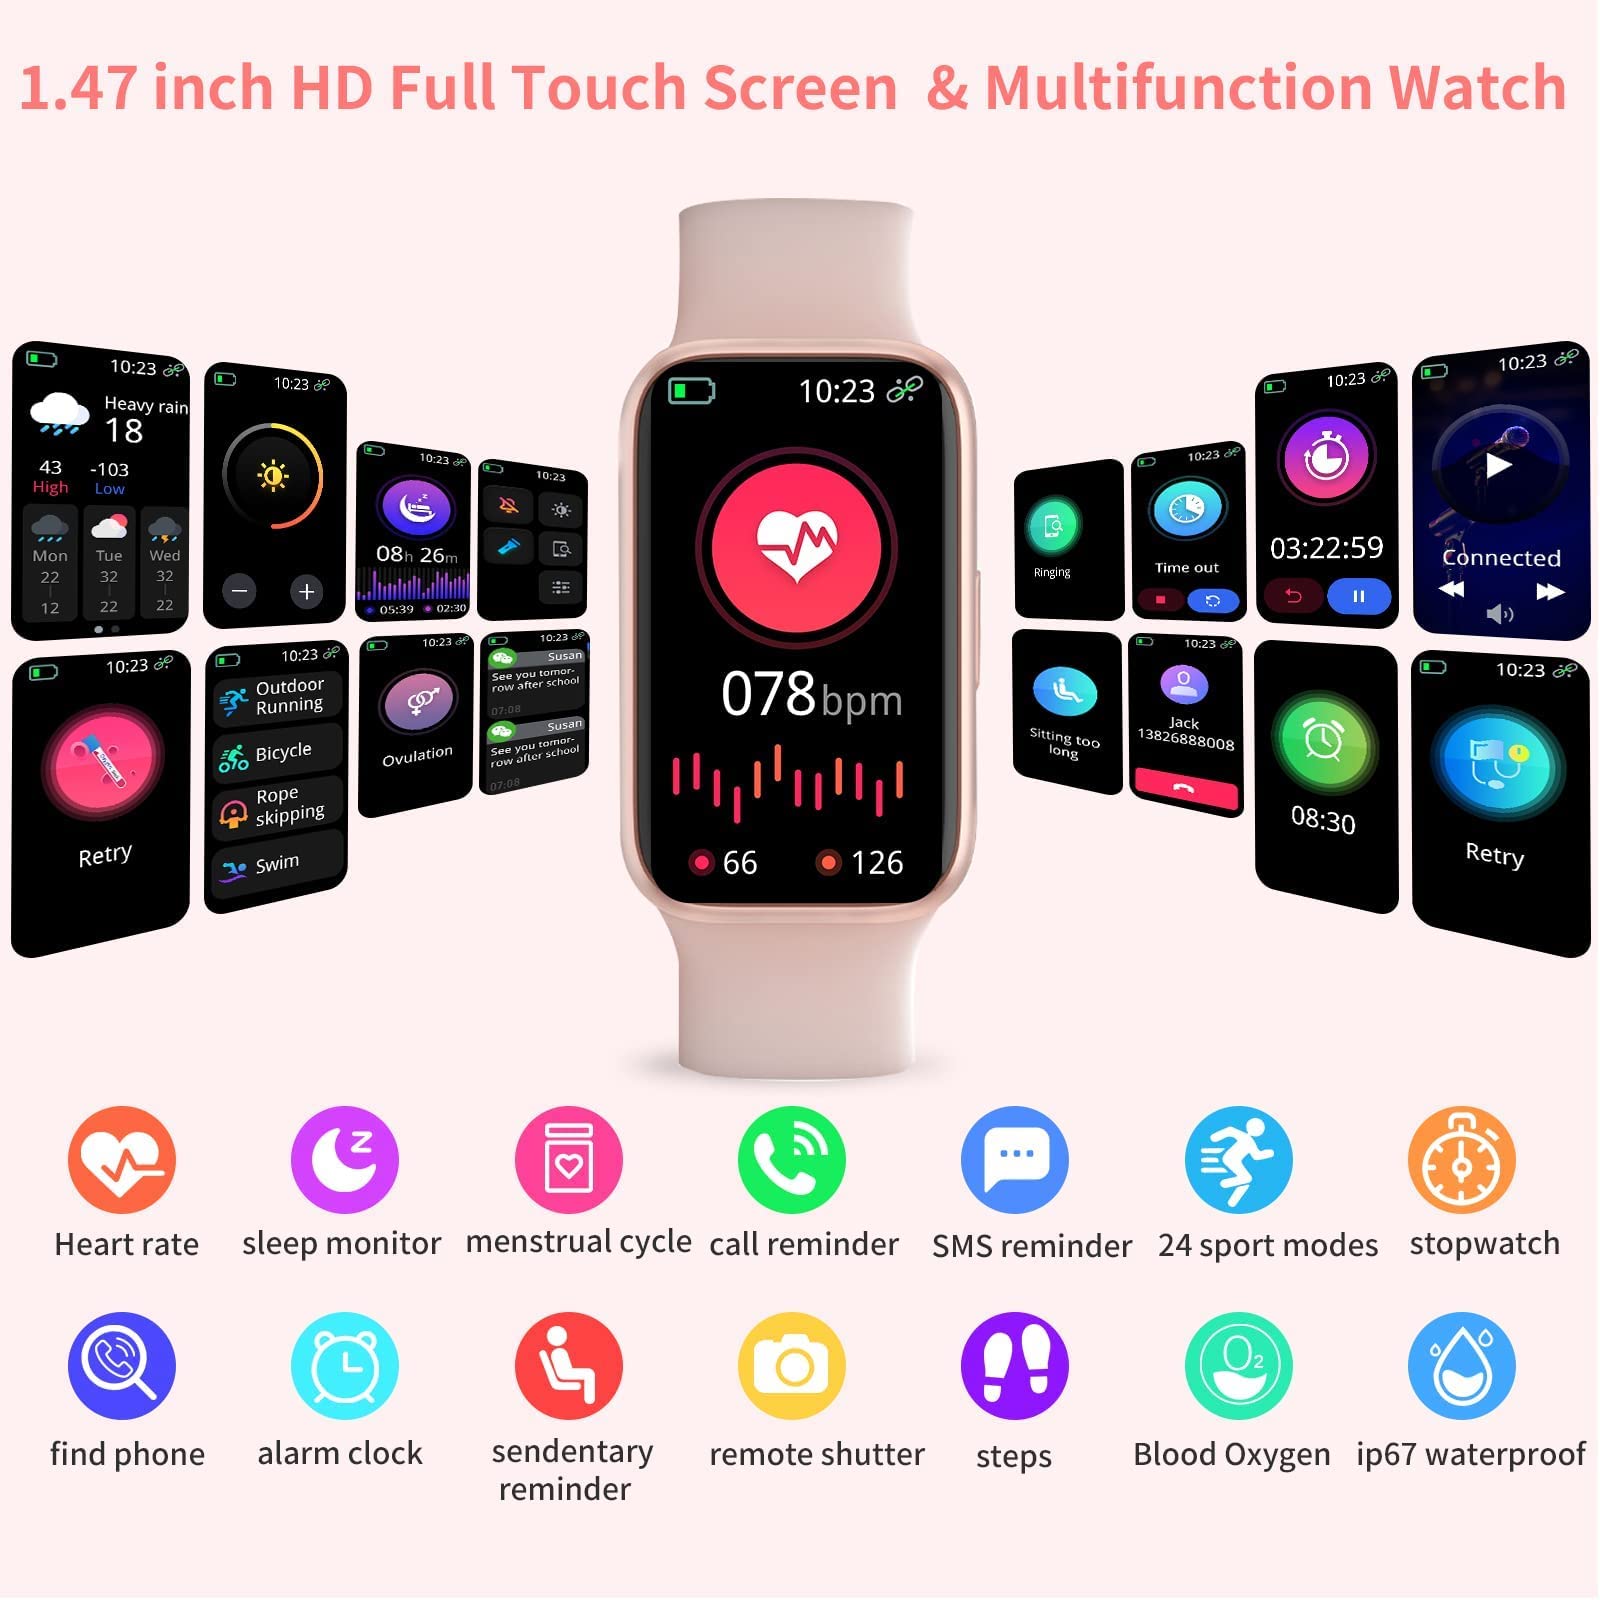 1.47 inch HD Full Touch Screen & Multifunction Watch
10:23
Heavy rain
18
43
-103
High
Low
Mon
Tue
Wed
22
32
32
12
22
22
10:23
10:23
08h 26m
05:39
02:30
10:23
10:23
078bpm
66
126
Ringing
10:23
Time out
10:23
03:22:59
10:23
Connected
10:23
Retry
10:23
Outdoor
Running
Bicycle
Rope
skipping
Swim
10:23
Ovulation
10:23
Susan
See you tomor-
row after school
07:08
Susan
See you tomor-
row after school
07:08
Sitting too
long
10:23
Jack
13826888008
08:30
10:23
Retry
Heart rate
sleep monitor
menstrual cycle
call reminder
SMS reminder
24 sport modes
stopwatch
O2
find phone
alarm clock
sendentary
reminder
remote shutter
steps
Blood Oxygen
ip67 waterproof